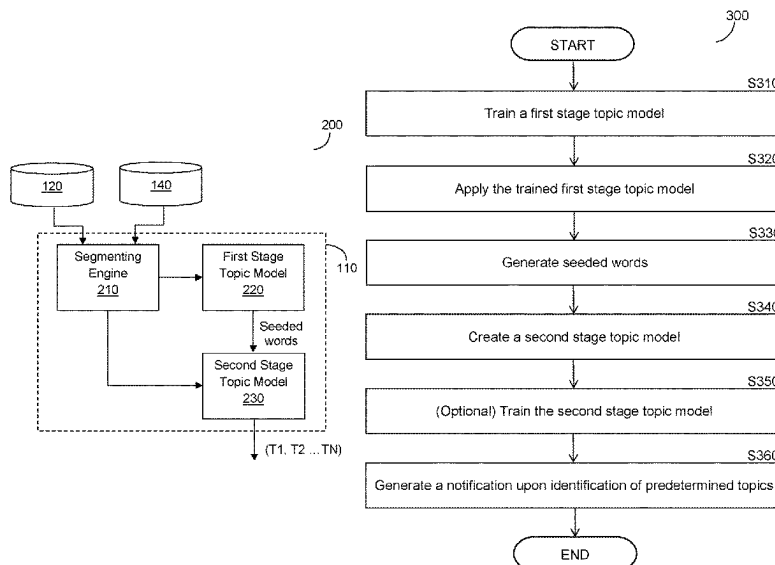 200
120
140
110
Segmenting
Engine
210
First Stage
Topic Model
220
Seeded
words
Second Stage
Topic Model
230
(T1, T2 ...TN)
300
START
S310
Train a first stage topic model
S320
Apply the trained first stage topic model
S330
Generate seeded words
S340
Create a second stage topic model
S350
(Optional) Train the second stage topic model
S360
Generate a notification upon identification of predetermined topics
END